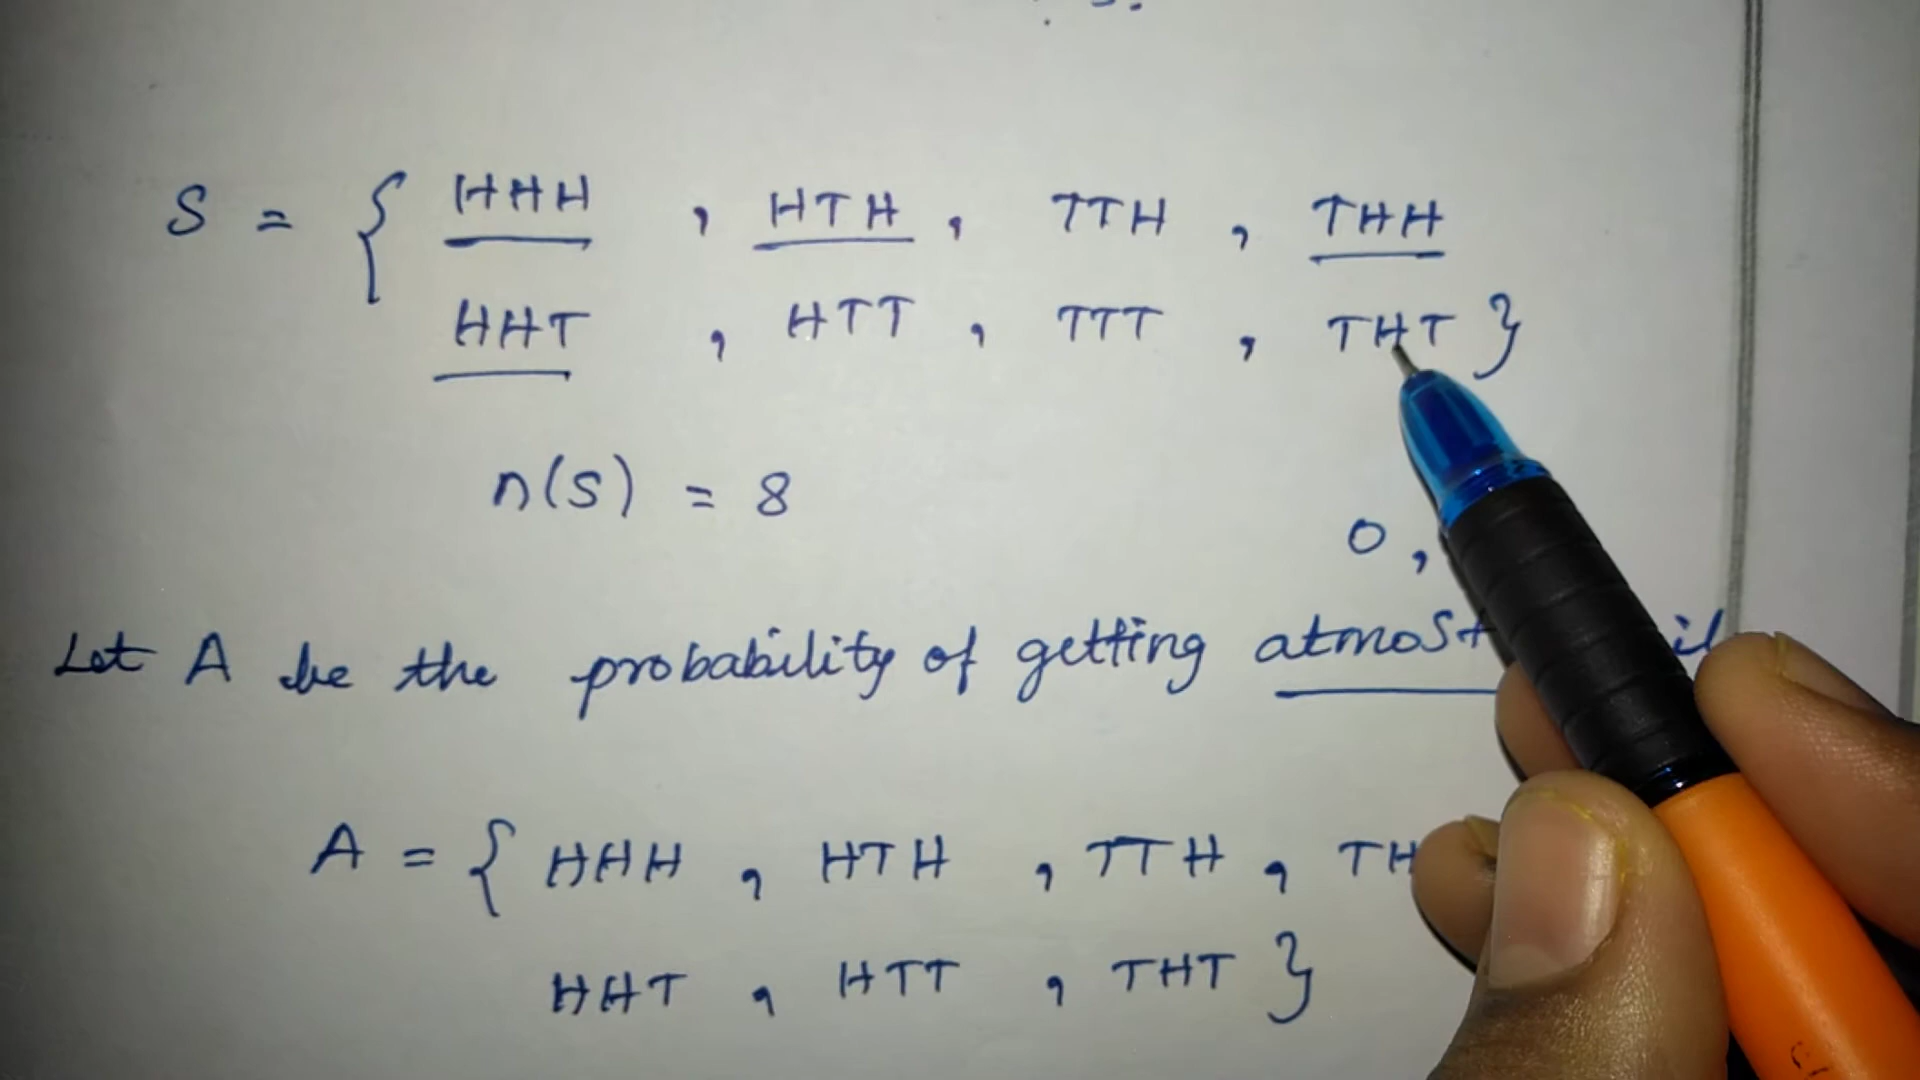 S = { HHH , HTH , TTH , THH
HHT , HTT , TTT , THT }
n(S) = 8
0 ,
Let A be the probability of getting atmost
A = { HHH , HTH , TTH , TH
HHT , HTT , THT }